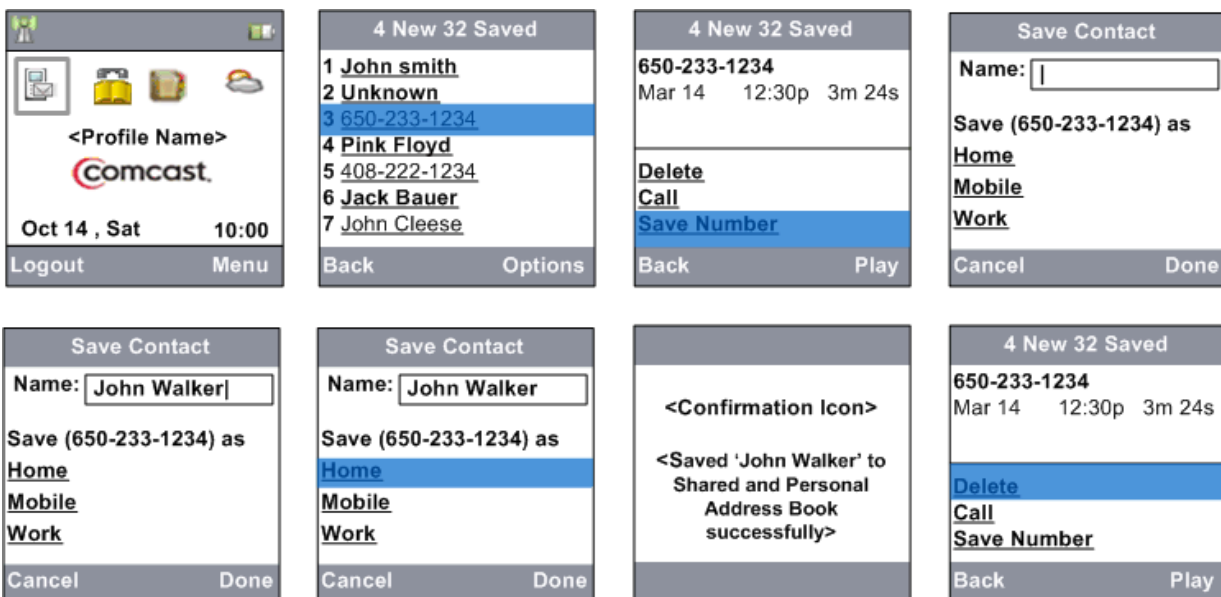 <Profile Name>
comcast.
Oct 14 , Sat 10:00
Logout Menu
4 New 32 Saved
1 John smith
2 Unknown
3 650-233-1234
4 Pink Floyd
5 408-222-1234
6 Jack Bauer
7 John Cleese
Back Options
4 New 32 Saved
650-233-1234
Mar 14 12:30p 3m 24s
Delete
Call
Save Number
Back Play
Save Contact
Name:
Save (650-233-1234) as
Home
Mobile
Work
Cancel Done
Save Contact
Name: John Walker
Save (650-233-1234) as
Home
Mobile
Work
Cancel Done
Save Contact
Name: John Walker
Save (650-233-1234) as
Home
Mobile
Work
Cancel Done
<Confirmation Icon>
<Saved ‘John Walker’ to
Shared and Personal
Address Book
successfully>
4 New 32 Saved
650-233-1234
Mar 14 12:30p 3m 24s
Delete
Call
Save Number
Back Play